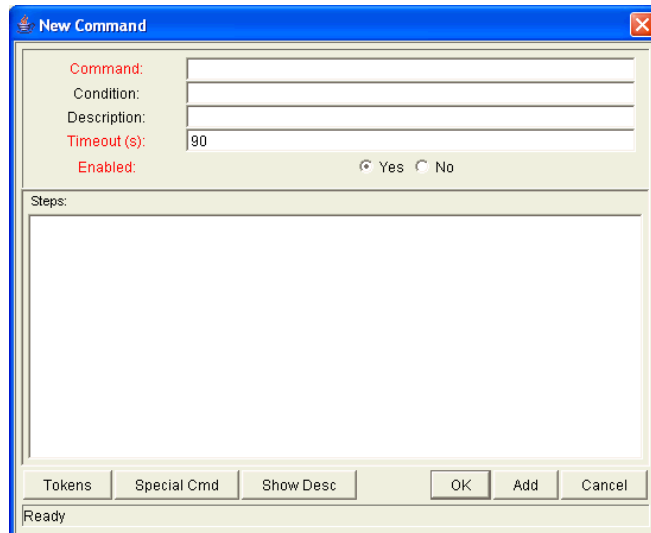 New Command
Command:
Condition:
Description:
Timeout (s): 90
Enabled: Yes No
Steps:
Tokens Special Cmd Show Desc OK Add Cancel
Ready